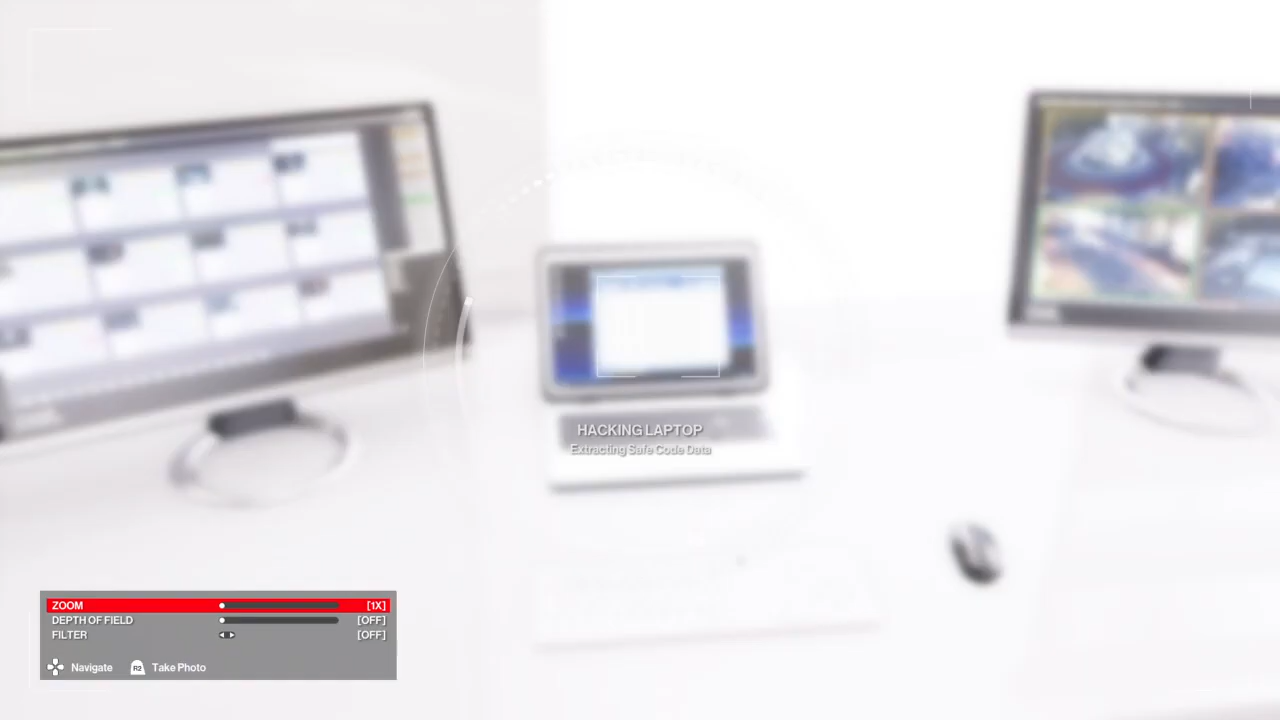 HACKING LAPTOP
Extracting Safe Code Data
ZOOM [1X]
DEPTH OF FIELD [OFF]
FILTER [OFF]
Navigate R2 Take Photo